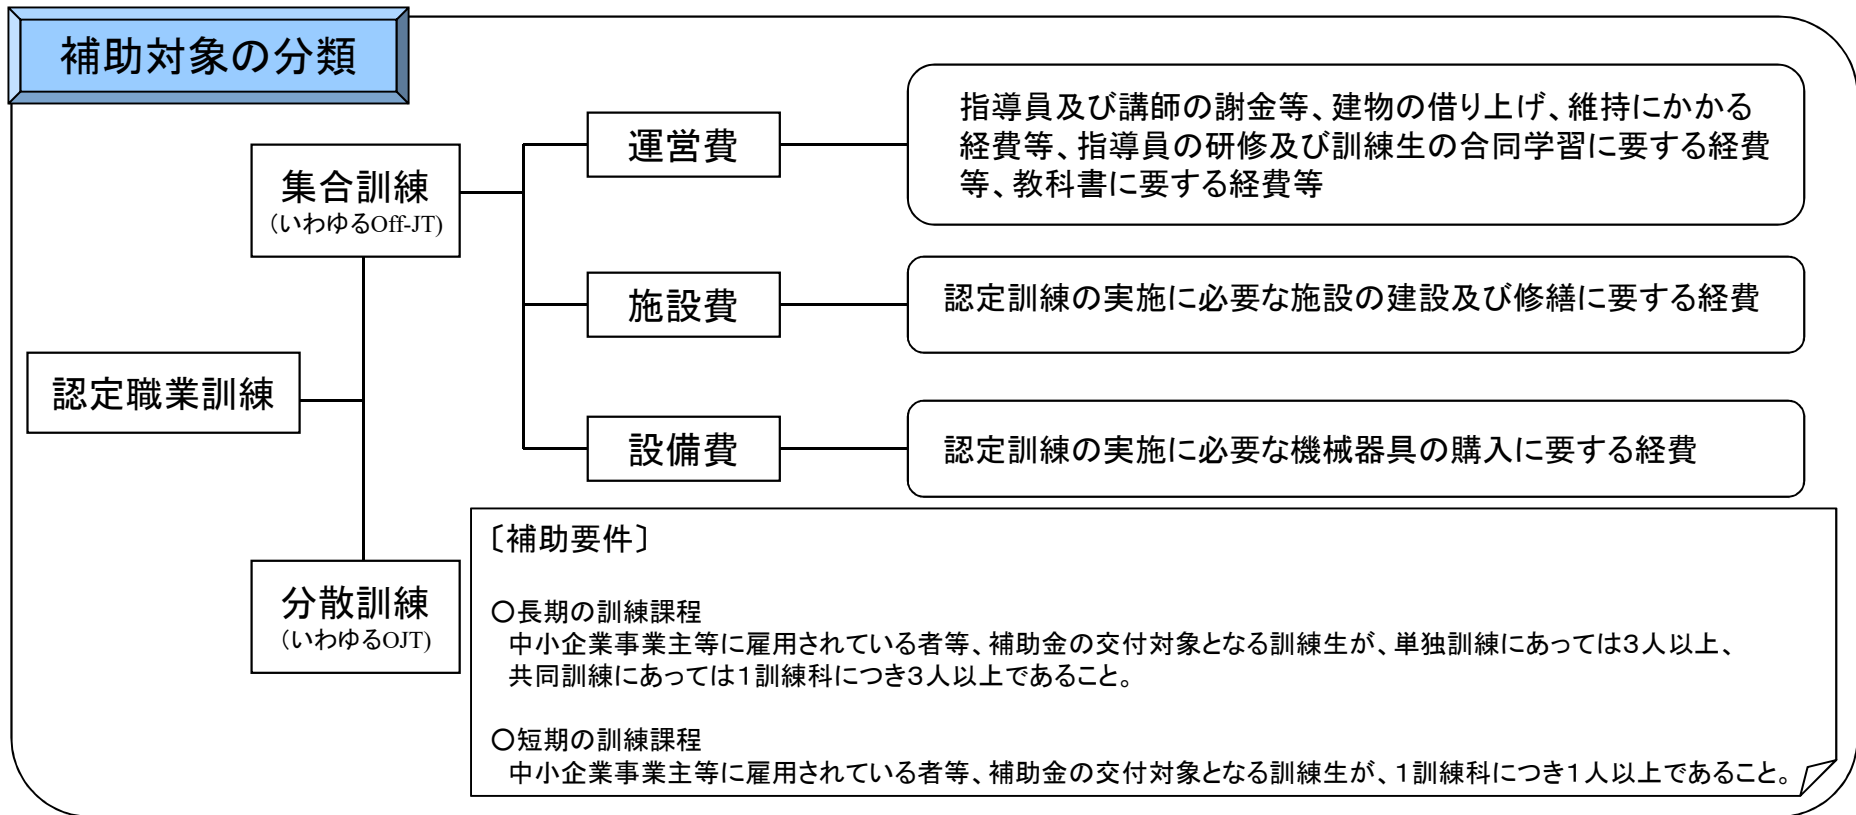 補助対象の分類
指導員及び講師の謝金等、建物の借り上げ、維持にかかる
経費等、指導員の研修及び訓練生の合同学習に要する経費
等、教科書に要する経費等
運営費
集合訓練
(いわゆるOff-JT)
施設費
認定訓練の実施に必要な施設の建設及び修繕に要する経費
認定職業訓練
設備費
認定訓練の実施に必要な機械器具の購入に要する経費
分散訓練
(いわゆるOJT)
〔補助要件〕
○長期の訓練課程
中小企業事業主等に雇用されている者等、補助金の交付対象となる訓練生が、単独訓練にあっては3人以上、
共同訓練にあっては1訓練科につき3人以上であること。
○短期の訓練課程
中小企業事業主等に雇用されている者等、補助金の交付対象となる訓練生が、1訓練科につき1人以上であること。